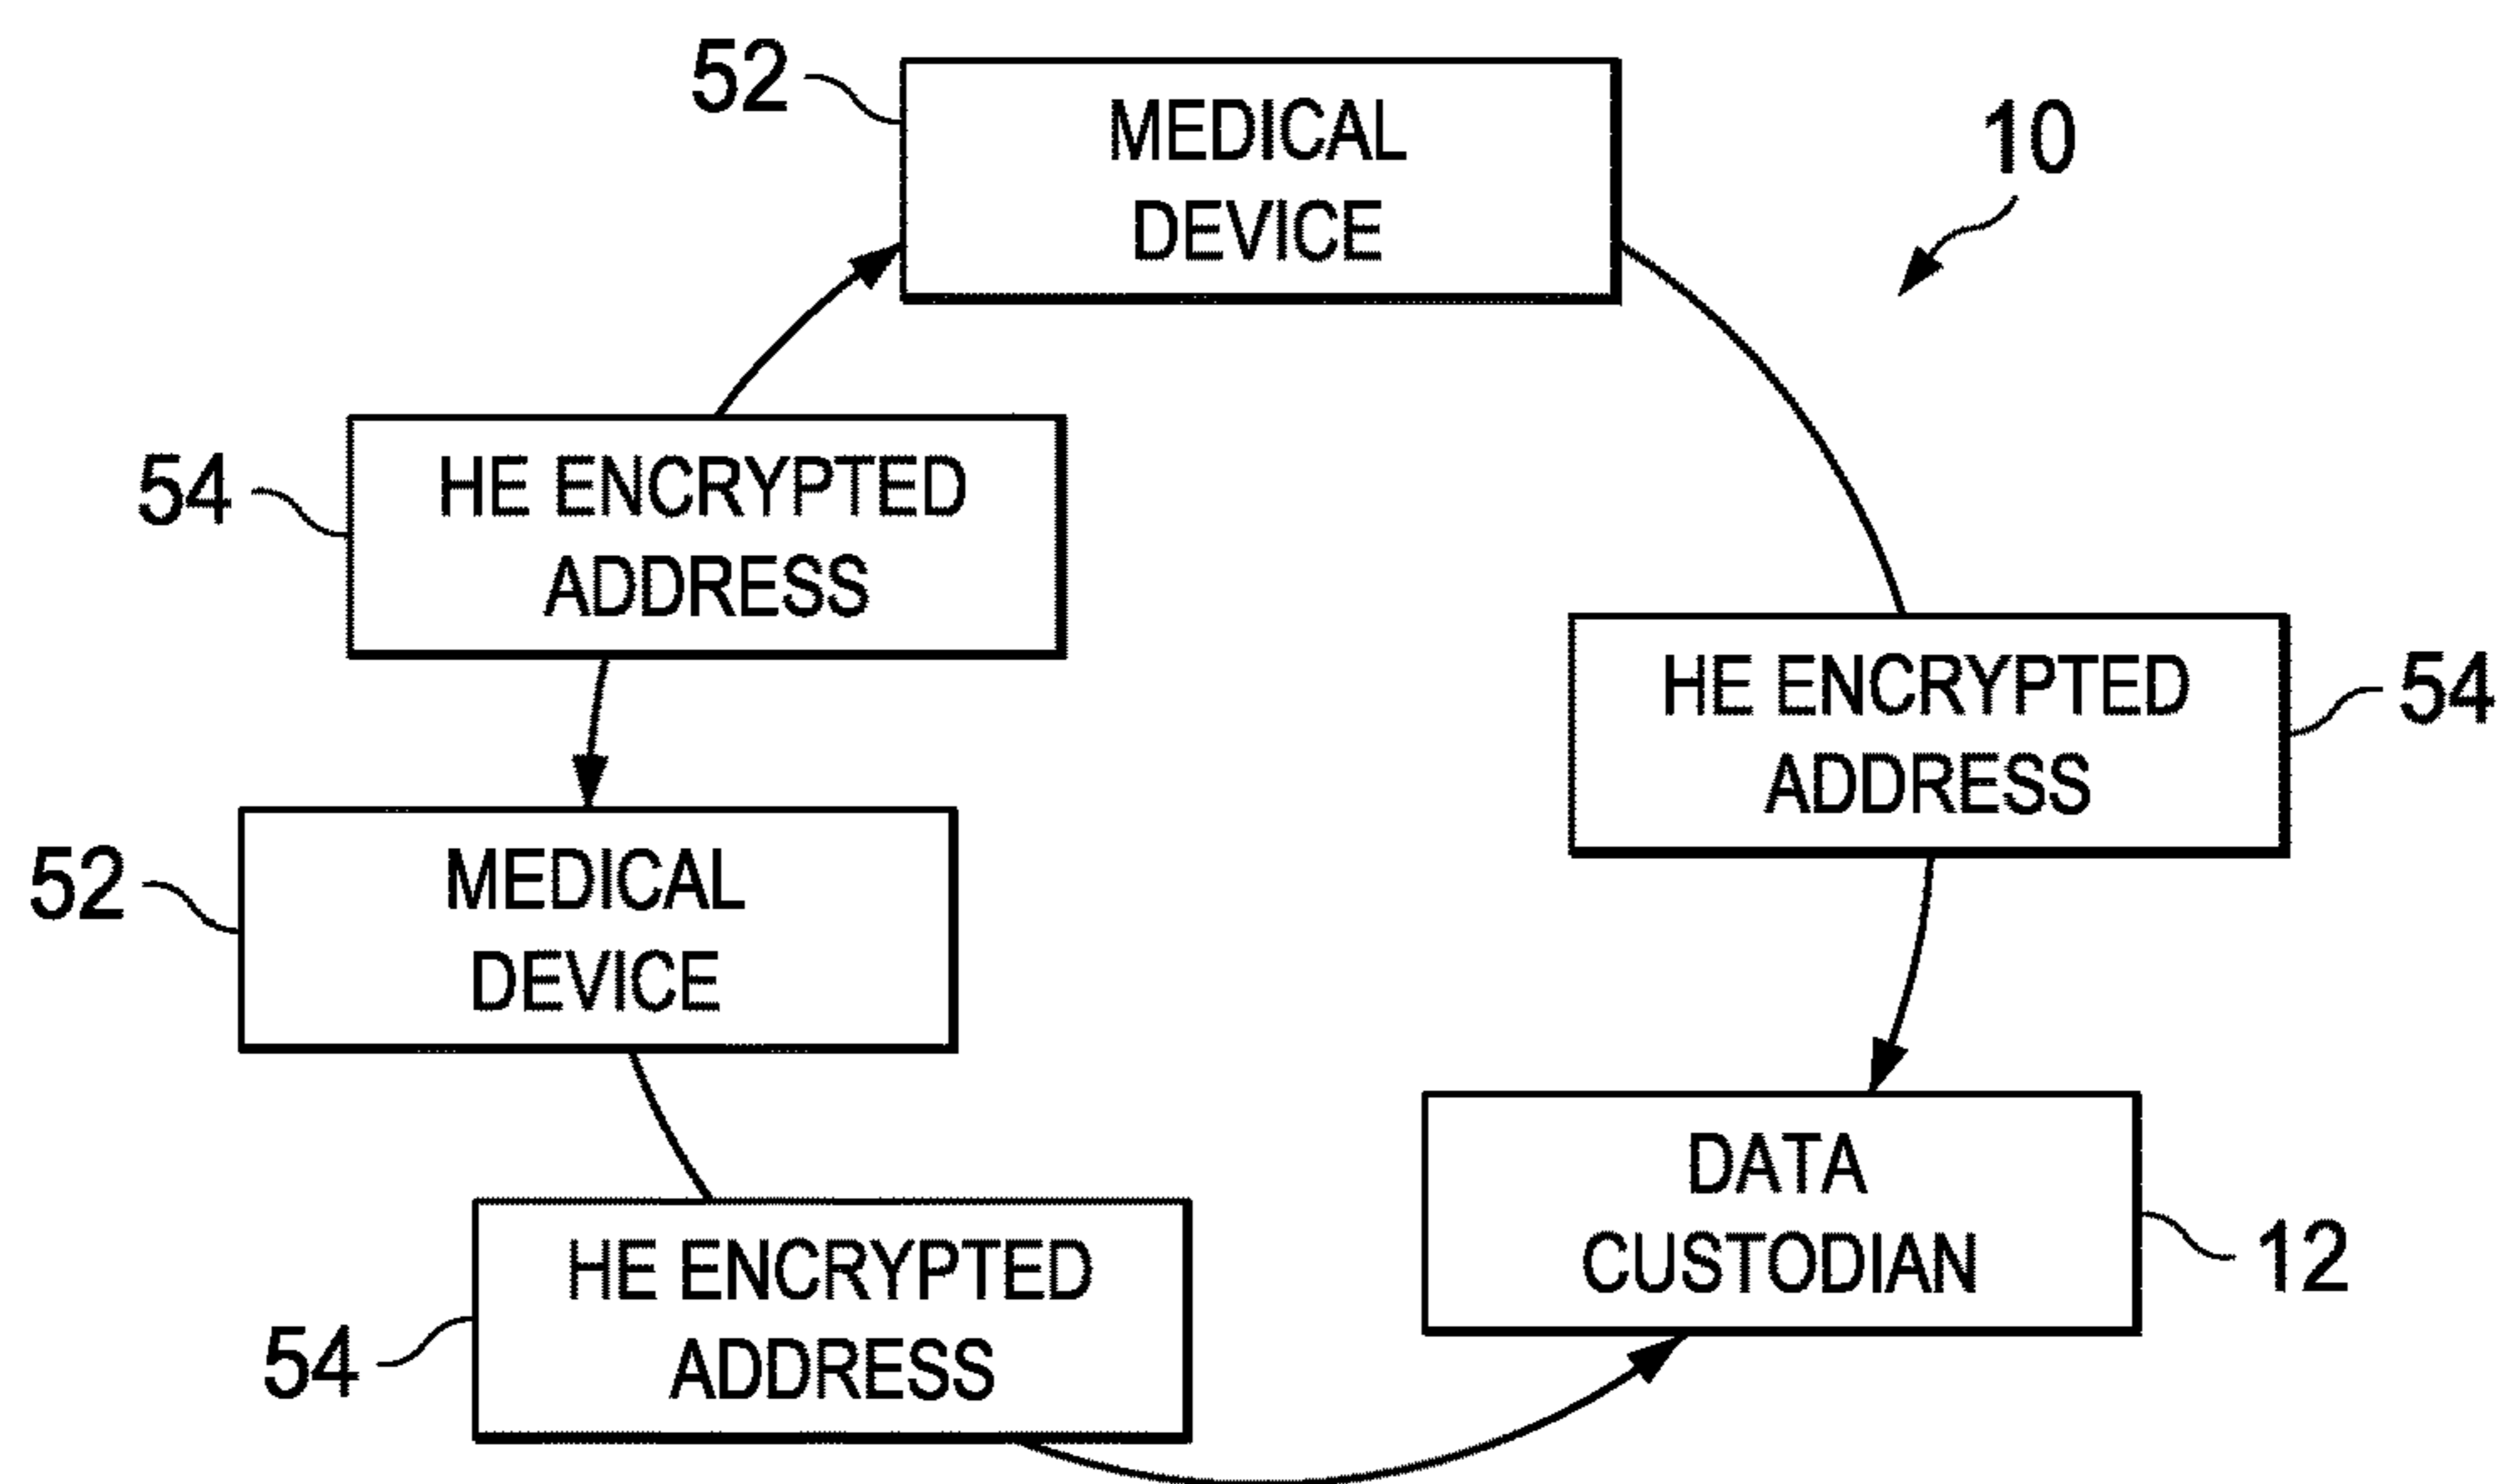 52
MEDICAL
DEVICE
10
54
HE ENCRYPTED
ADDRESS
HE ENCRYPTED
ADDRESS
54
52
MEDICAL
DEVICE
DATA
CUSTODIAN
12
54
HE ENCRYPTED
ADDRESS